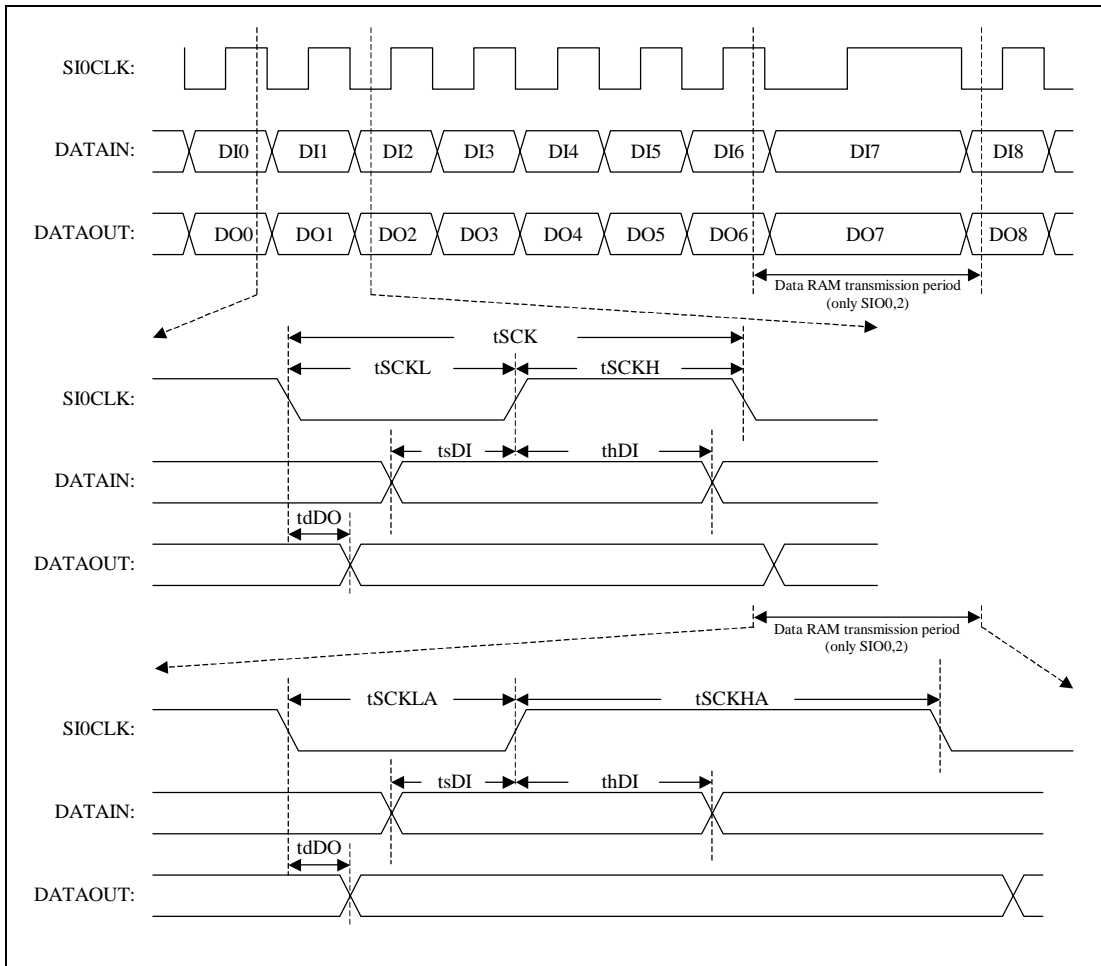 SI0CLK:
DATAIN:
DI0 DI1 DI2 DI3 DI4 DI5 DI6 DI7 DI8
DATAOUT:
DO0 DO1 DO2 DO3 DO4 DO5 DO6 DO7 DO8
Data RAM transmission period
(only SIO0,2)
tSCK
tSCKL tSCKH
SI0CLK:
tsDI thDI
DATAIN:
tdDO
DATAOUT:
Data RAM transmission period
(only SIO0,2)
tSCKLA tSCKHA
SI0CLK:
tsDI thDI
DATAIN:
tdDO
DATAOUT: